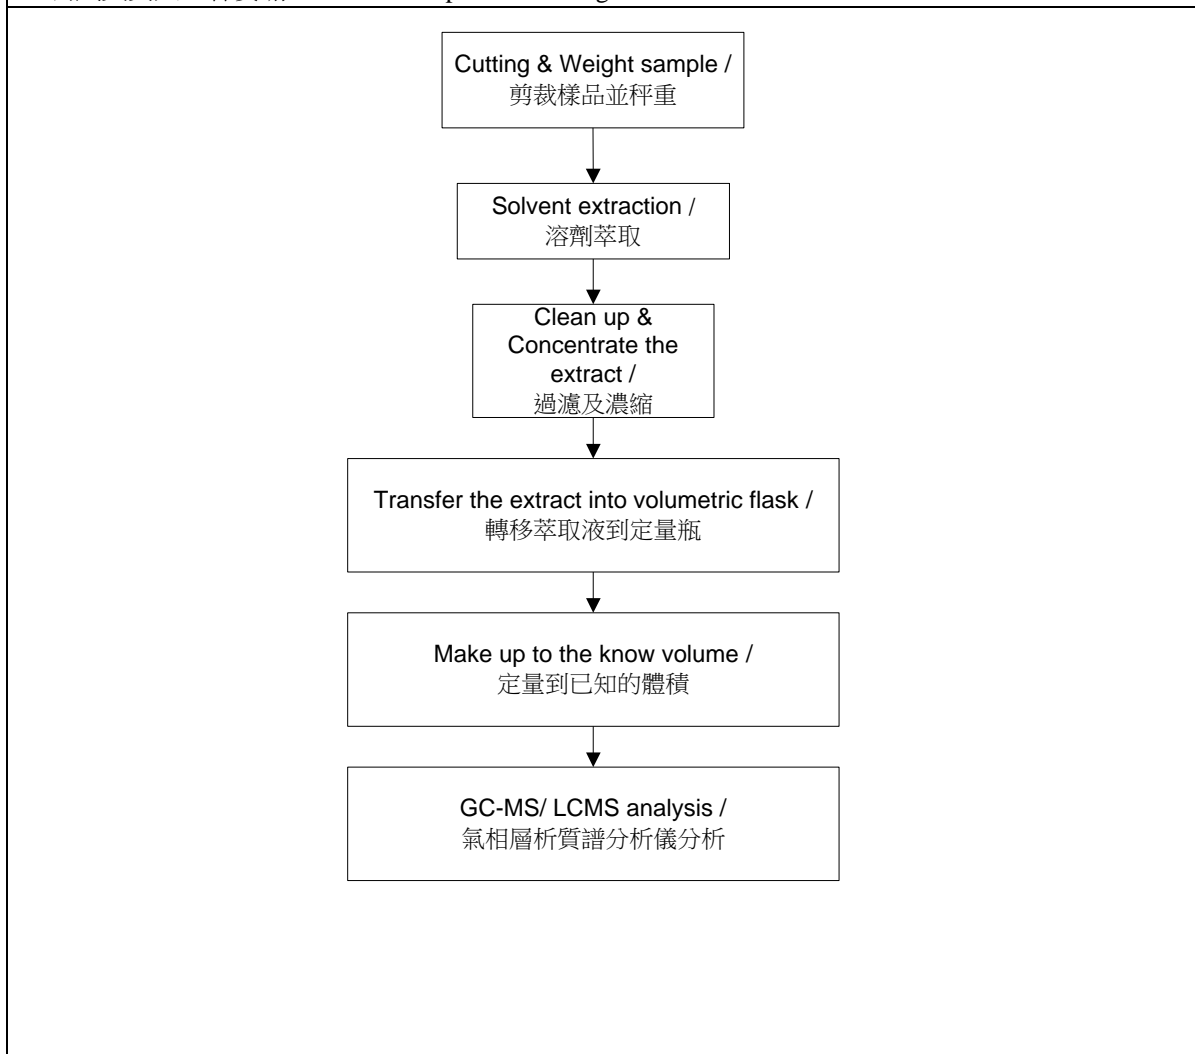 Cutting & Weight sample /
剪裁樣品並秤重
Solvent extraction /
溶劑萃取
Clean up &
Concentrate the
extract /
過濾及濃縮
Transfer the extract into volumetric flask /
轉移萃取液到定量瓶
Make up to the know volume /
定量到已知的體積
GC-MS/ LCMS analysis /
氣相層析質譜分析儀分析